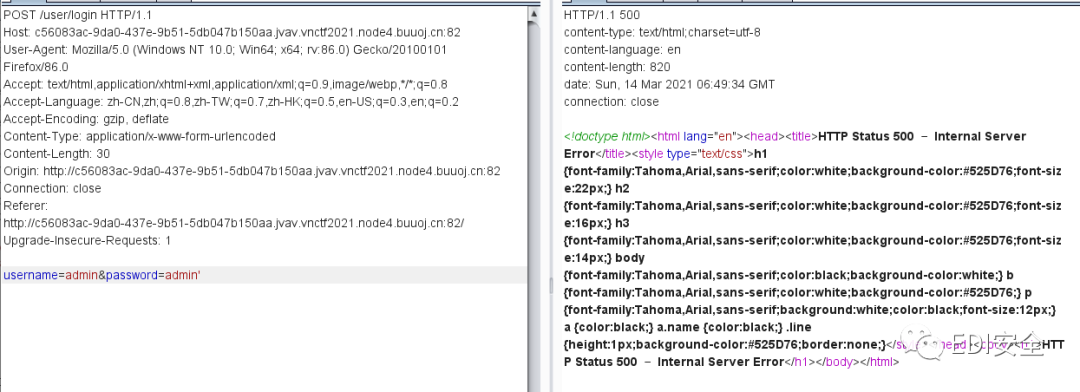 POST /user/login HTTP/1.1
Host: c56083ac-9da0-437e-9b51-5db047b150aa.jvav.vnctf2021.node4.buuoj.cn:82
User-Agent: Mozilla/5.0 (Windows NT 10.0; Win64; x64; rv:86.0) Gecko/20100101
Firefox/86.0
Accept: text/html,application/xhtml+xml,application/xml;q=0.9,image/webp,*/*;q=0.8
Accept-Language: zh-CN,zh;q=0.8,zh-TW;q=0.7,zh-HK;q=0.5,en-US;q=0.3,en;q=0.2
Accept-Encoding: gzip, deflate
Content-Type: application/x-www-form-urlencoded
Content-Length: 30
Origin: http://c56083ac-9da0-437e-9b51-5db047b150aa.jvav.vnctf2021.node4.buuoj.cn:82
Connection: close
Referer:
http://c56083ac-9da0-437e-9b51-5db047b150aa.jvav.vnctf2021.node4.buuoj.cn:82/
Upgrade-Insecure-Requests: 1
username=admin&password=admin'
HTTP/1.1 500
content-type: text/html;charset=utf-8
content-language: en
content-length: 820
date: Sun, 14 Mar 2021 06:49:34 GMT
connection: close
<!doctype html><html lang="en"><head><title>HTTP Status 500 – Internal Server
Error</title><style type="text/css">h1
{font-family:Tahoma,Arial,sans-serif;color:white;background-color:#525D76;font-siz
e:22px;} h2
{font-family:Tahoma,Arial,sans-serif;color:white;background-color:#525D76;font-siz
e:16px;} h3
{font-family:Tahoma,Arial,sans-serif;color:white;background-color:#525D76;font-siz
e:14px;} body
{font-family:Tahoma,Arial,sans-serif;color:black;background-color:white;} b
{font-family:Tahoma,Arial,sans-serif;color:white;background-color:#525D76;} p
{font-family:Tahoma,Arial,sans-serif;background:white;color:black;font-size:12px;}
a {color:black;} a.name {color:black;} .line
{height:1px;background-color:#525D76;border:none;}</s HTT
P Status 500 – Internal Server Error</h1></body></html>
EDI安全